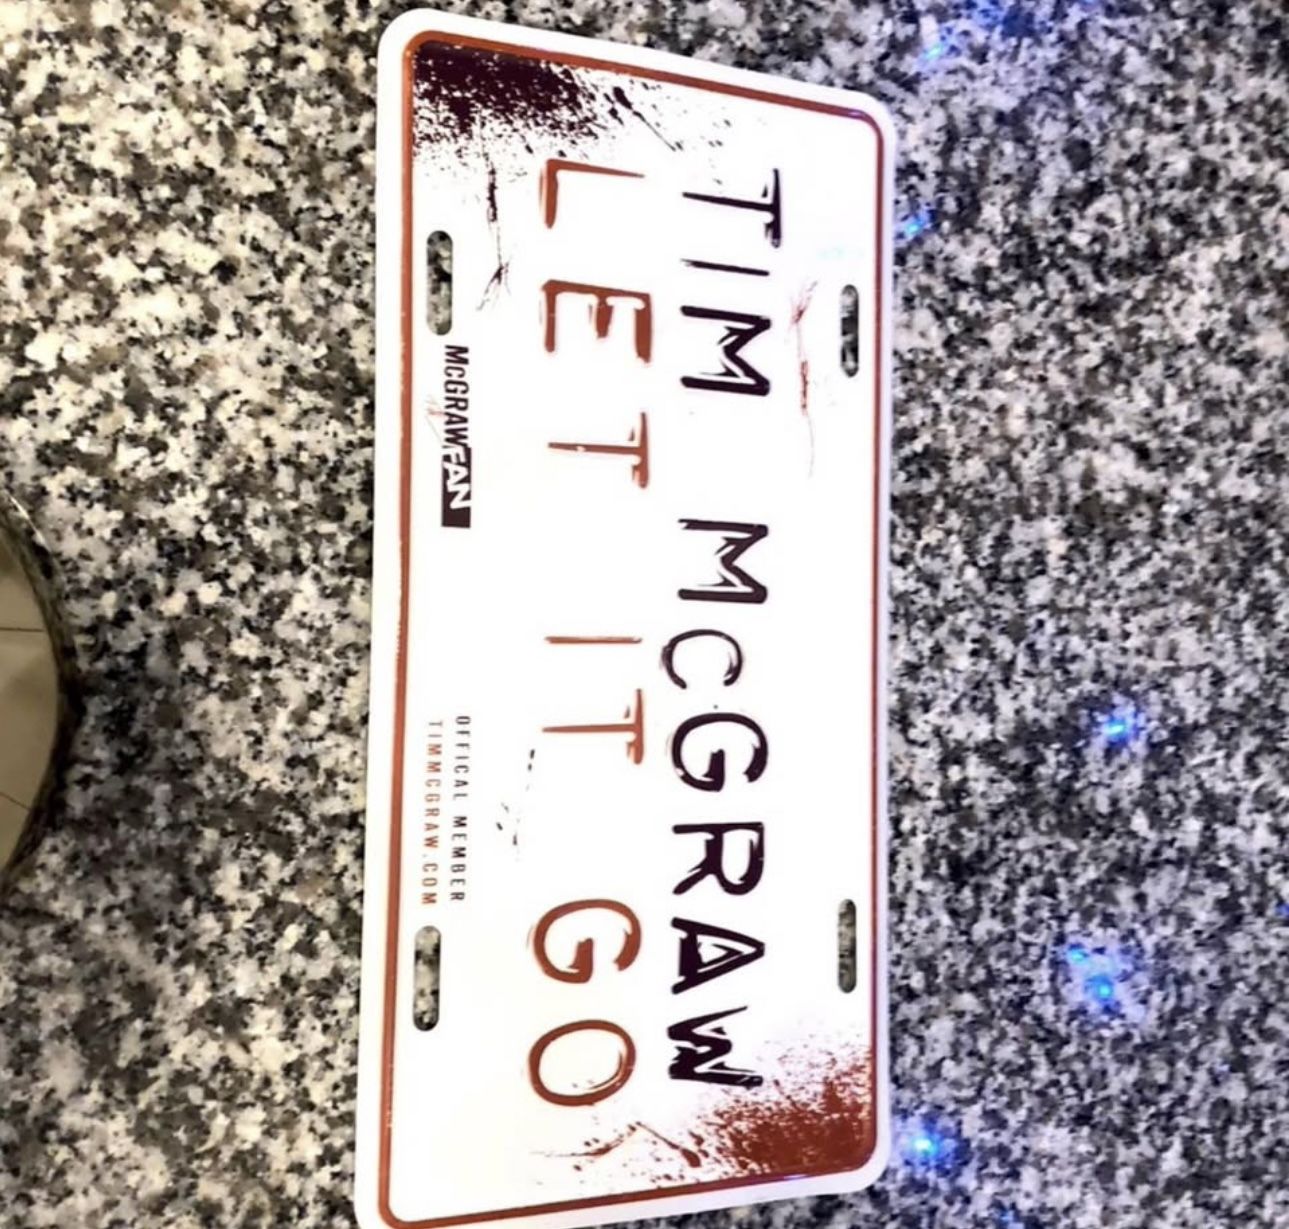 TIM McGRAW
LET IT GO
McGRAWFAN
OFFICAL MEMBER
TIMMCGRAW.COM